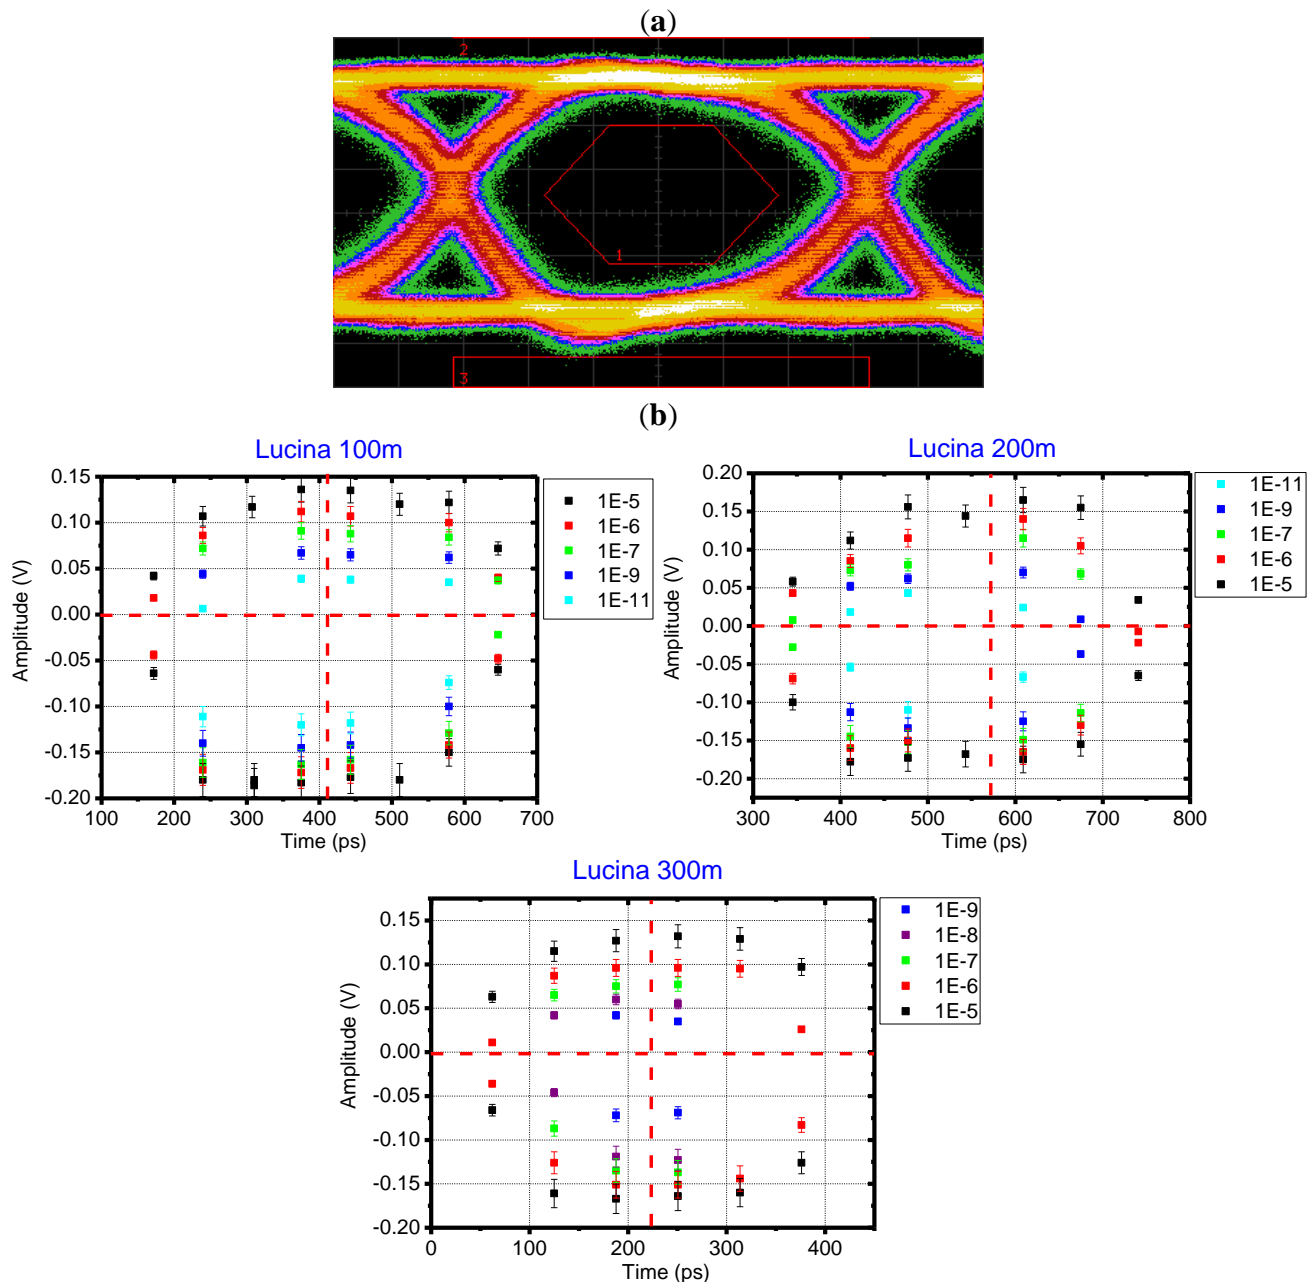 (a)
2
1
3
(b)
Lucina 100m
0.15
0.10
0.05
0.00
-0.05
-0.10
-0.15
-0.20
100 200 300 400 500 600 700
Amplitude (V)
Time (ps)
1E-5
1E-6
1E-7
1E-9
1E-11
Lucina 200m
0.20
0.15
0.10
0.05
0.00
-0.05
-0.10
-0.15
-0.20
300 400 500 600 700 800
Amplitude (V)
Time (ps)
1E-11
1E-9
1E-7
1E-6
1E-5
Lucina 300m
0.15
0.10
0.05
0.00
-0.05
-0.10
-0.15
-0.20
0 100 200 300 400
Amplitude (V)
Time (ps)
1E-9
1E-8
1E-7
1E-6
1E-5